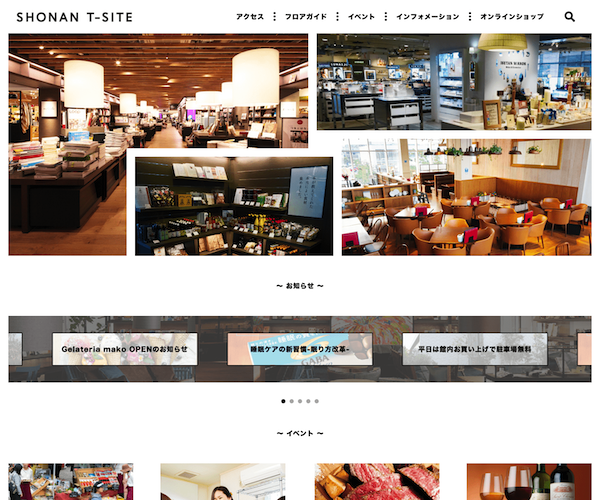 SHONAN T-SITE
アクセス
フロアガイド
イベント
インフォメーション
オンラインショップ
〜 お知らせ 〜
Gelateria mako OPENのお知らせ
睡眠ケアの新習慣-眠り方改革-
平日は館内お買い上げで駐車場無料
〜 イベント 〜